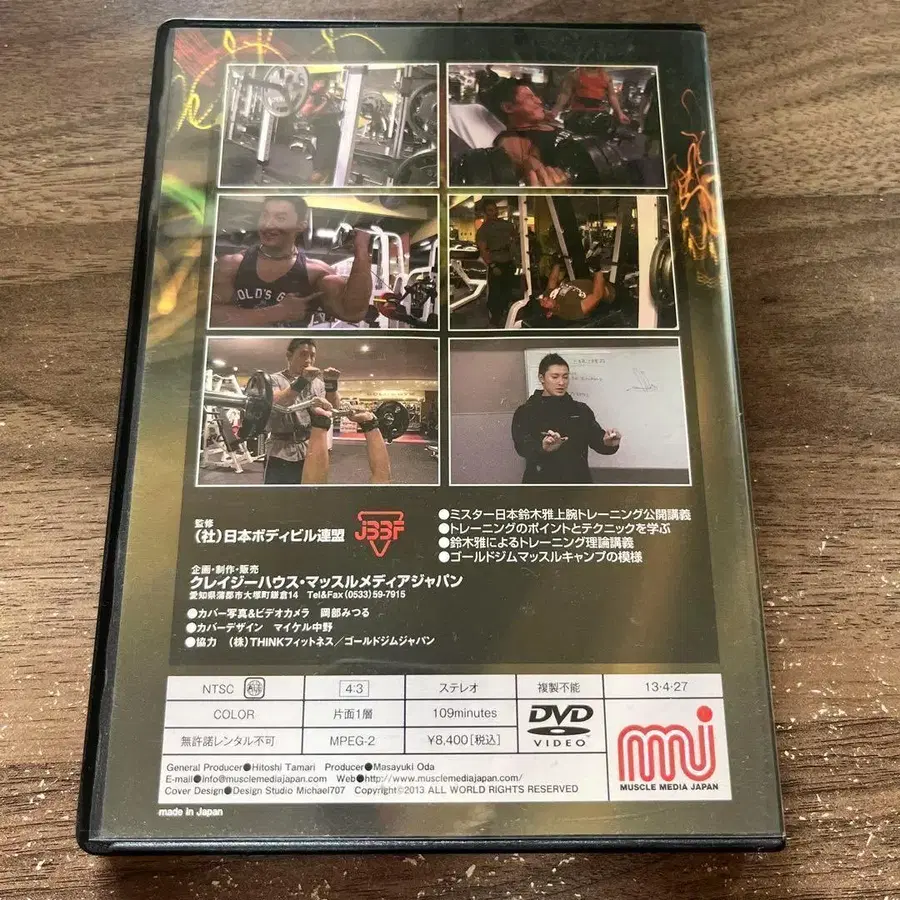 OLD'S G
監修
(社)日本ボディビル連盟
JBBF
企画・制作・販売
クレイジーハウス・マッスルメディアジャパン
愛知県蒲郡市大塚町鎌倉14 Tel&Fax (0533) 59-7915
●カバー写真&ビデオカメラ 岡部みつる
●カバーデザイン マイケル中野
●協力 (株)THINKフィットネス/ゴールドジムジャパン
●ミスター日本鈴木雅上腕トレーニング公開講義
●トレーニングのポイントとテクニックを学ぶ
●鈴木雅によるトレーニング理論講義
●ゴールドジムマッスルキャンプの模様
NTSC 4:3 ステレオ 複製不能 13・4・27
COLOR 片面1層 109minutes DVD VIDEO™
無許諾レンタル不可 MPEG-2 ¥8,400[税込]
mmj
MUSCLE MEDIA JAPAN
General Producer●Hitoshi Tamari Producer●Masayuki Oda
E-mail●info@musclemediajapan.com Web●http://www.musclemediajapan.com/
Cover Design●Design Studio Michael707 Copyright©2013 ALL WORLD RIGHTS RESERVED
made in Japan